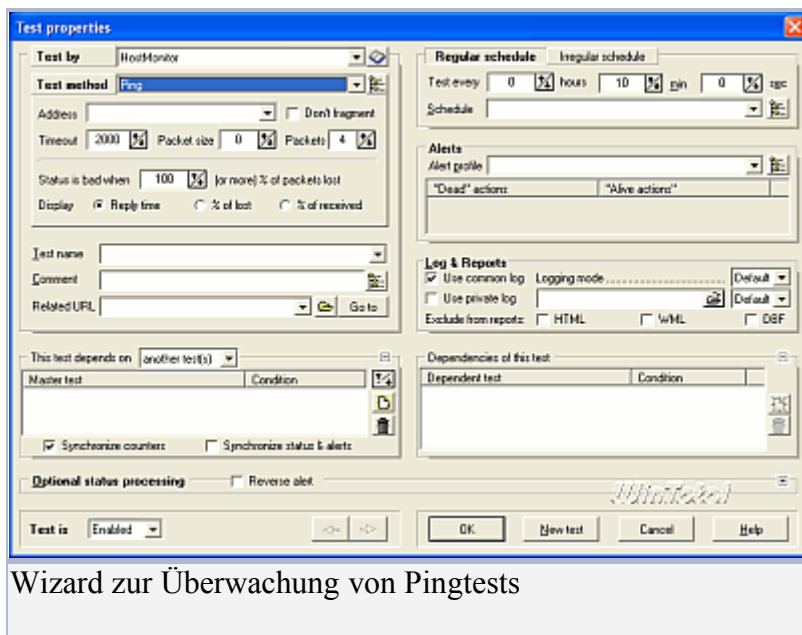 Test properties
Test by HostMonitor
Test method Ping
Address Don't fragment
Timeout 2000 Packet size 0 Packets 4
Status is bad when 100 (or more) % of packets lost
Display Reply time % of lost % of received
Test name
Comment
Related URL Go to
This test depends on another test(s)
Master test Condition
Synchronize counters Synchronize status & alerts
Optional status processing Reverse alert
Test is Enabled
Regular schedule Irregular schedule
Test every 0 hours 10 min 0 sec
Schedule
Alerts
Alert profile
"Dead" actions "Alive actions"
Log & Reports
Use common log Logging mode Default
Use private log Default
Exclude from reports: HTML WML DBF
Dependencies of this test
Dependent test Condition
WinTotal
OK New test Cancel Help
Wizard zur Überwachung von Pingtests